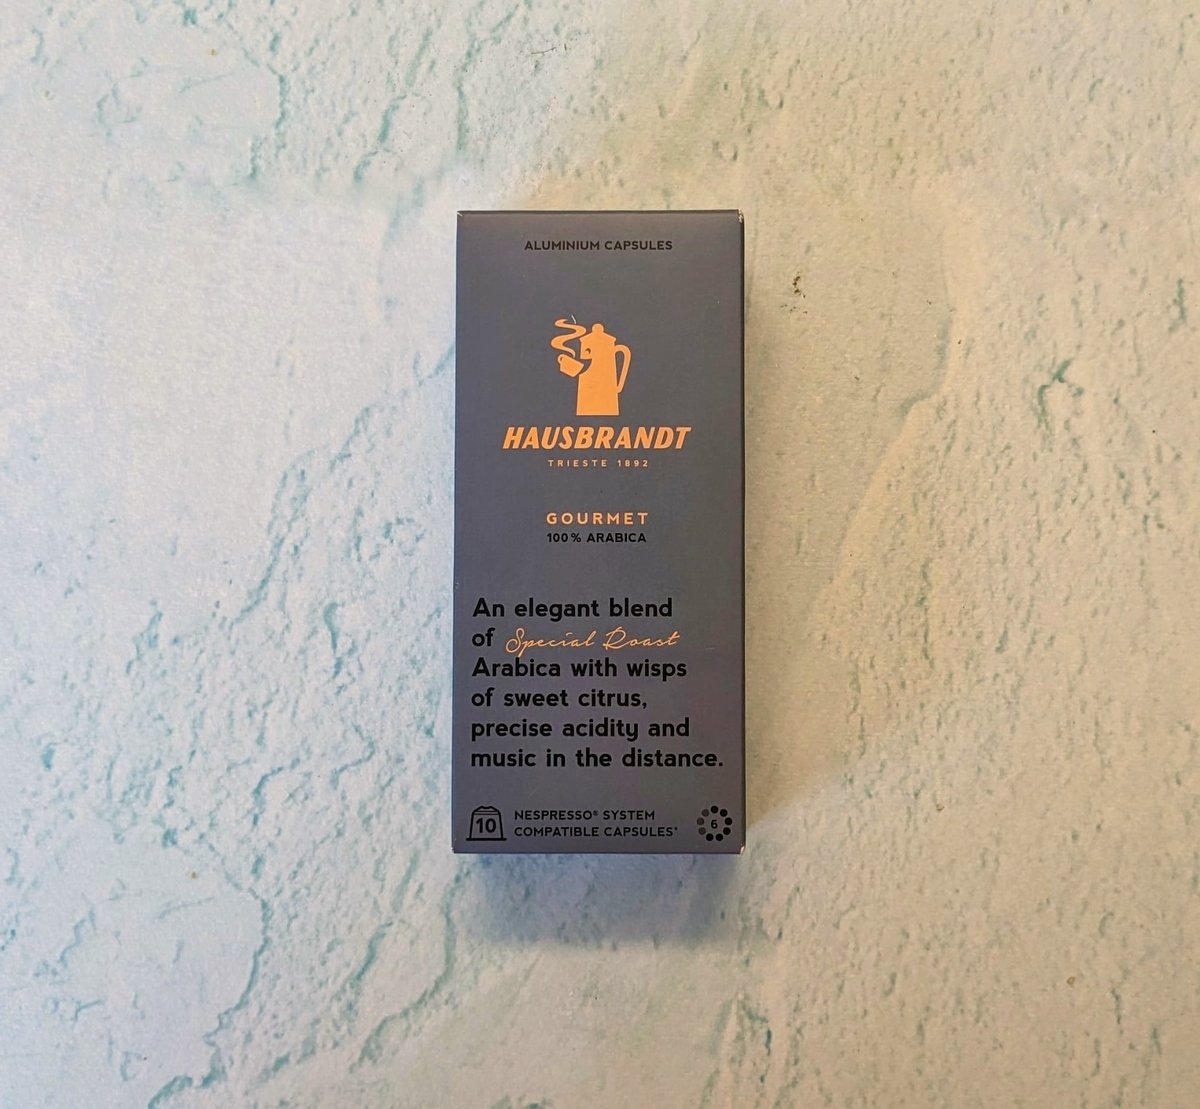 ALUMINIUM CAPSULES
HAUSBRANDT
TRIESTE 1892
GOURMET
100% ARABICA
An elegant blend
of Special Roast
Arabica with wisps
of sweet citrus,
precise acidity and
music in the distance.
10
NESPRESSO® SYSTEM
COMPATIBLE CAPSULES*
6